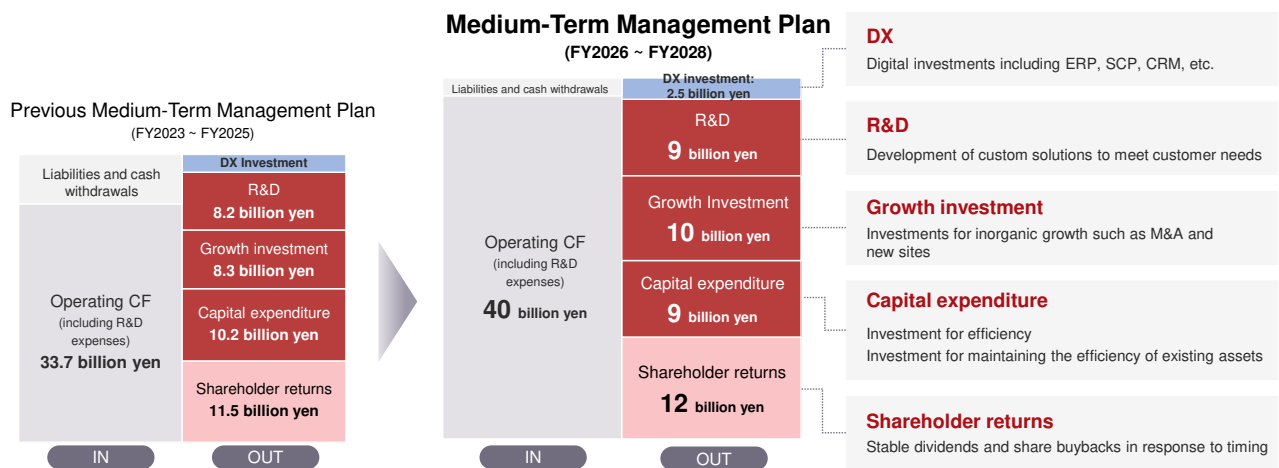 Previous Medium-Term Management Plan
(FY2023 ~ FY2025)
Liabilities and cash
withdrawals
Operating CF
(including R&D
expenses)
33.7 billion yen
IN
DX Investment
R&D
8.2 billion yen
Growth investment
8.3 billion yen
Capital expenditure
10.2 billion yen
Shareholder returns
11.5 billion yen
OUT
Medium-Term Management Plan
(FY2026 ~ FY2028)
Liabilities and cash withdrawals
Operating CF
(including R&D
expenses)
40 billion yen
IN
DX investment:
2.5 billion yen
R&D
9 billion yen
Growth Investment
10 billion yen
Capital expenditure
9 billion yen
Shareholder returns
12 billion yen
OUT
DX
Digital investments including ERP, SCP, CRM, etc.
R&D
Development of custom solutions to meet customer needs
Growth investment
Investments for inorganic growth such as M&A and
new sites
Capital expenditure
Investment for efficiency
Investment for maintaining the efficiency of existing assets
Shareholder returns
Stable dividends and share buybacks in response to timing